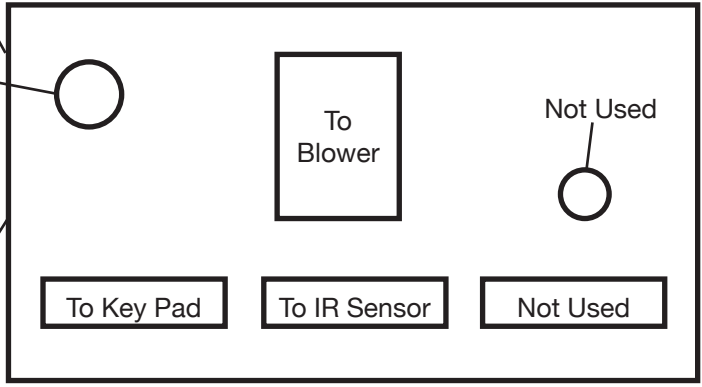 To
Blower
Not Used
To Key Pad
To IR Sensor
Not Used